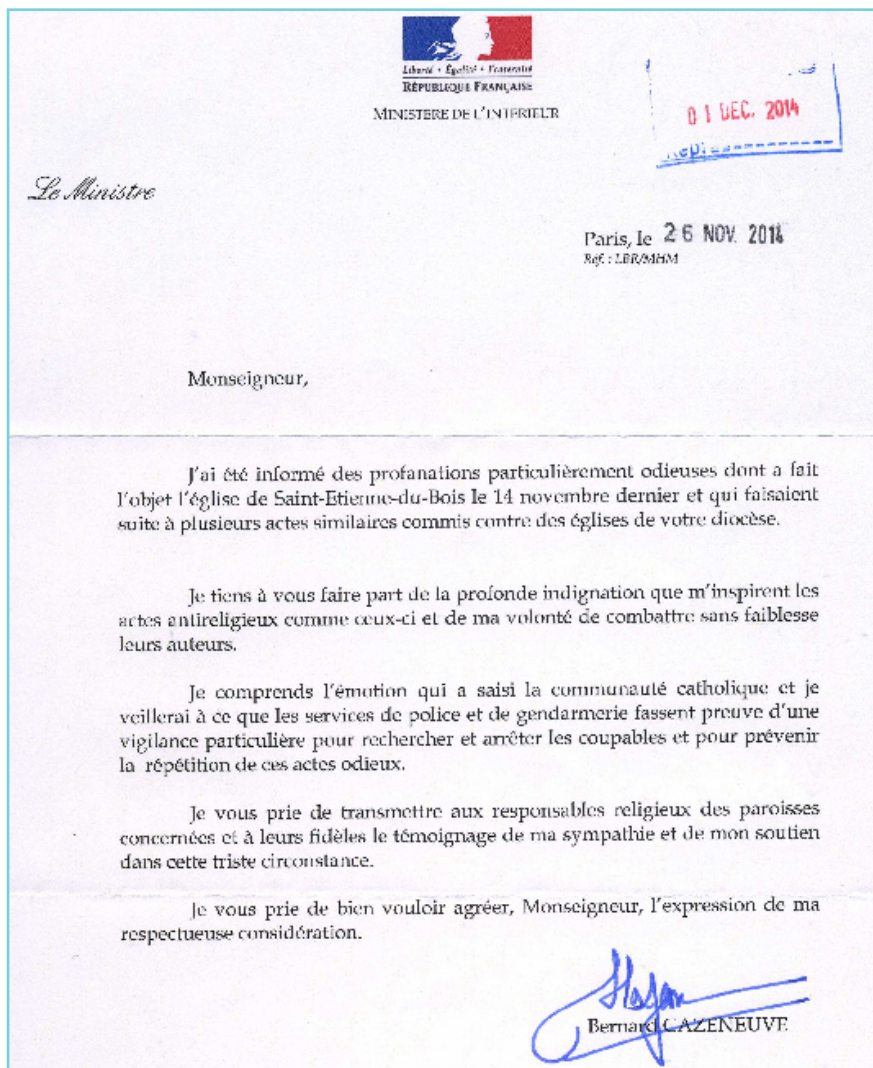 Liberté • Égalité • Fraternité
RÉPUBLIQUE FRANÇAISE
MINISTERE DE L'INTERIEUR
01 DEC. 2014
Le Ministre
Paris, le 26 NOV. 2014
Réf. : LBR/MHM
Monseigneur,
J'ai été informé des profanations particulièrement odieuses dont a fait
l'objet l'église de Saint-Etienne-du-Bois le 14 novembre dernier et qui faisaient
suite à plusieurs actes similaires commis contre des églises de votre diocèse.
Je tiens à vous faire part de la profonde indignation que m'inspirent les
actes antireligieux comme ceux-ci et de ma volonté de combattre sans faiblesse
leurs auteurs.
Je comprends l'émotion qui a saisi la communauté catholique et je
veillerai à ce que les services de police et de gendarmerie fassent preuve d'une
vigilance particulière pour rechercher et arrêter les coupables et pour prévenir
la répétition de ces actes odieux.
Je vous prie de transmettre aux responsables religieux des paroisses
concernées et à leurs fidèles le témoignage de ma sympathie et de mon soutien
dans cette triste circonstance.
Je vous prie de bien vouloir agréer, Monseigneur, l'expression de ma
respectueuse considération.
Bernard CAZENEUVE